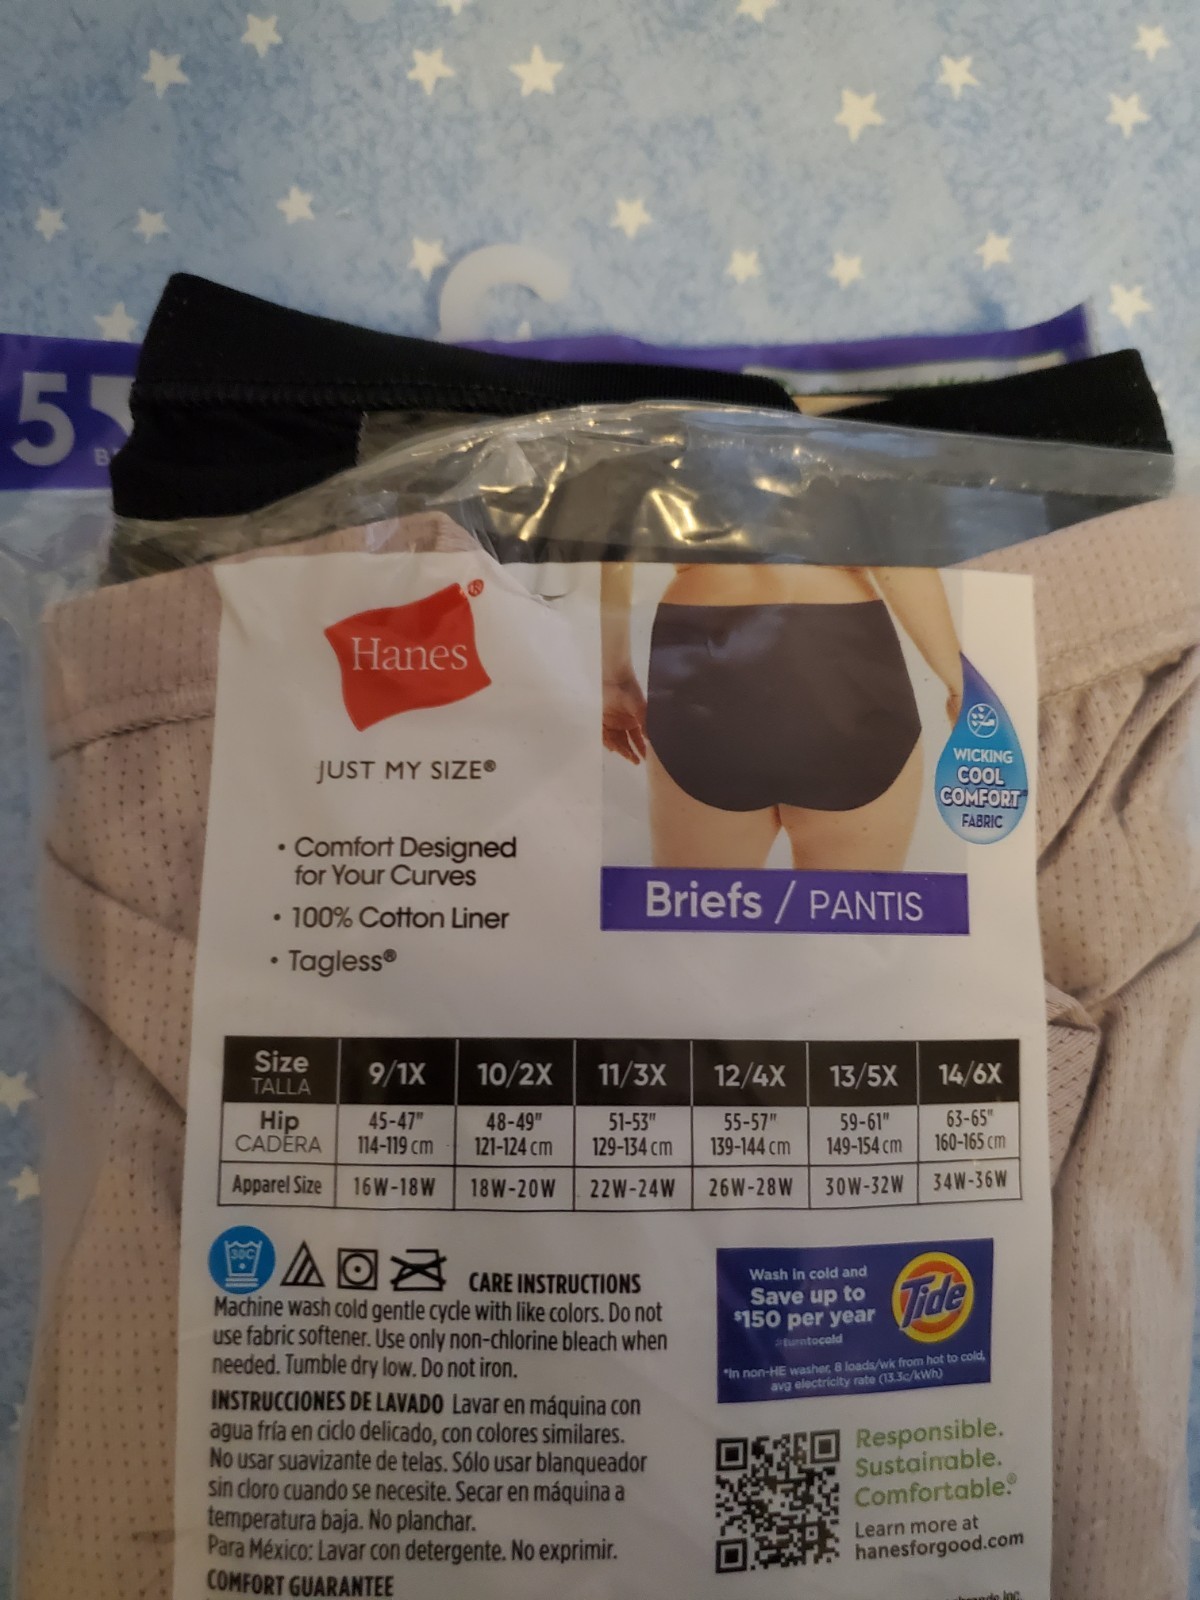 5
Hanes®
JUST MY SIZE®
• Comfort Designed
for Your Curves
• 100% Cotton Liner
• Tagless®
WICKING
COOL
COMFORT®
FABRIC
Briefs / PANTIS
Size 9/1X 10/2X 11/3X 12/4X 13/5X 14/6X
TALLA
Hip 45-47" 48-49" 51-53" 55-57" 59-61" 63-65"
CADERA 114-119 cm 121-124 cm 129-134 cm 139-144 cm 149-154 cm 160-165 cm
Apparel Size 16W-18W 18W-20W 22W-24W 26W-28W 30W-32W 34W-36W
30C
CARE INSTRUCTIONS
Machine wash cold gentle cycle with like colors. Do not
use fabric softener. Use only non-chlorine bleach when
needed. Tumble dry low. Do not iron.
INSTRUCCIONES DE LAVADO Lavar en máquina con
agua fría en ciclo delicado, con colores similares.
No usar suavizante de telas. Sólo usar blanqueador
sin cloro cuando se necesite. Secar en máquina a
temperatura baja. No planchar.
Para México: Lavar con detergente. No exprimir.
COMFORT GUARANTEE
Wash in cold and
Save up to
$150 per year
#turntocold
Tide
*In non-HE washer, 8 loads/wk from hot to cold,
avg electricity rate (13.3c/kWh)
Responsible.
Sustainable.
Comfortable.®
Learn more at
hanesforgood.com